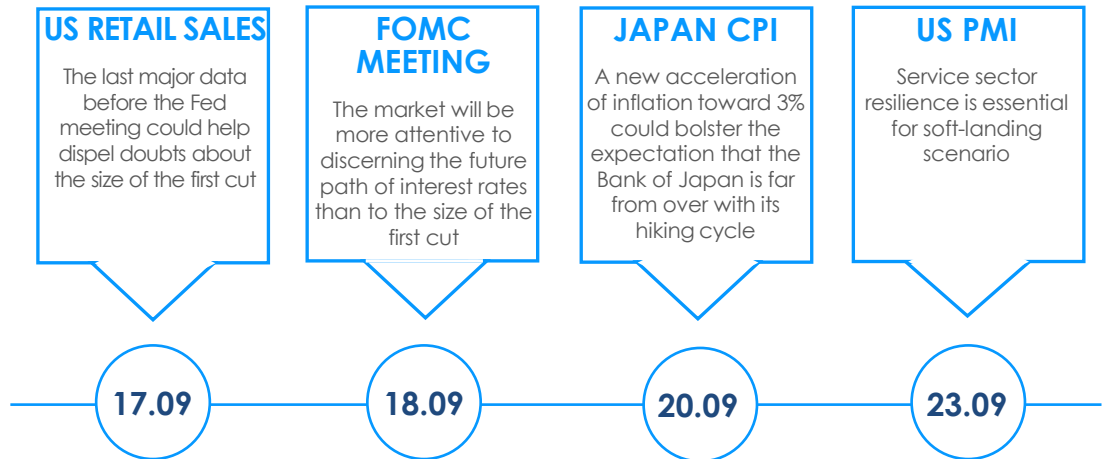 US RETAIL SALES
The last major data
before the Fed
meeting could help
dispel doubts about
the size of the first cut
FOMC
MEETING
The market will be
more attentive to
discerning the future
path of interest rates
than to the size of the
first cut
JAPAN CPI
A new acceleration
of inflation toward 3%
could bolster the
expectation that the
Bank of Japan is far
from over with its
hiking cycle
US PMI
Service sector
resilience is essential
for soft-landing
scenario
17.09
18.09
20.09
23.09